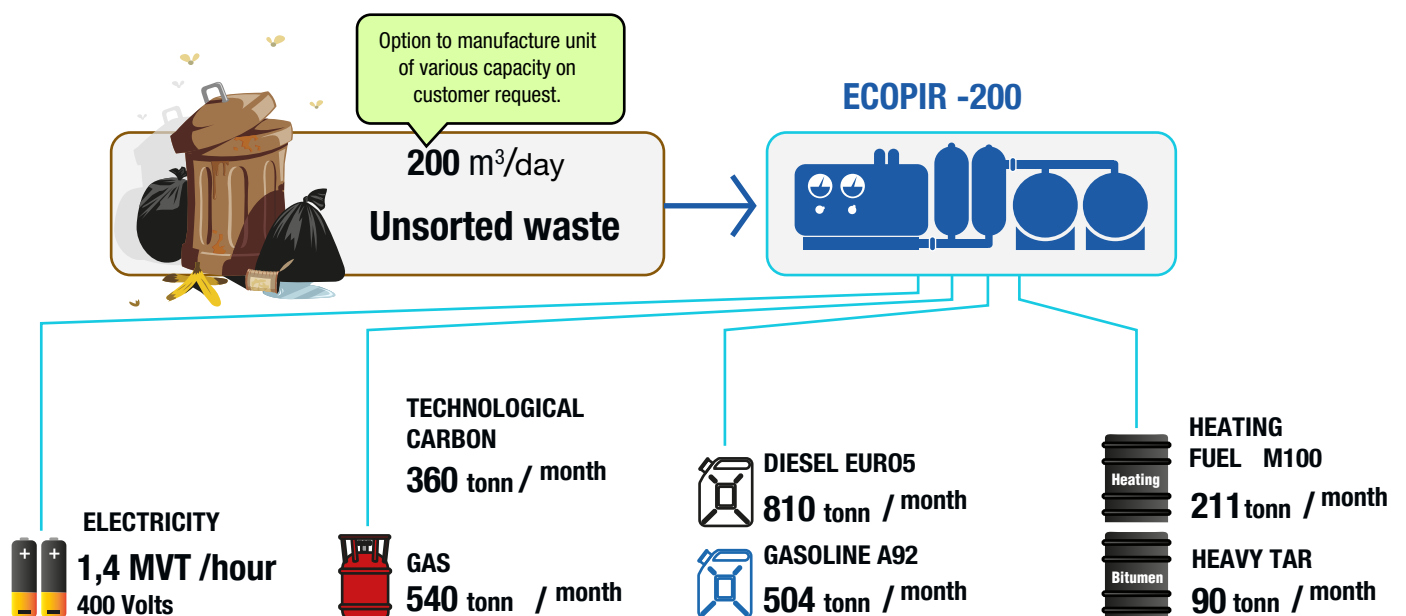 Option to manufacture unit
of various capacity on
customer request.
200 m³/day
Unsorted waste
ECOPIR -200
ELECTRICITY
1,4 MVT /hour
400 Volts
TECHNOLOGICAL
CARBON
360 tonn / month
GAS
540 tonn / month
DIESEL EURO5
810 tonn / month
GASOLINE A92
504 tonn / month
Heating
HEATING
FUEL M100
211 tonn / month
Bitumen
HEAVY TAR
90 tonn / month